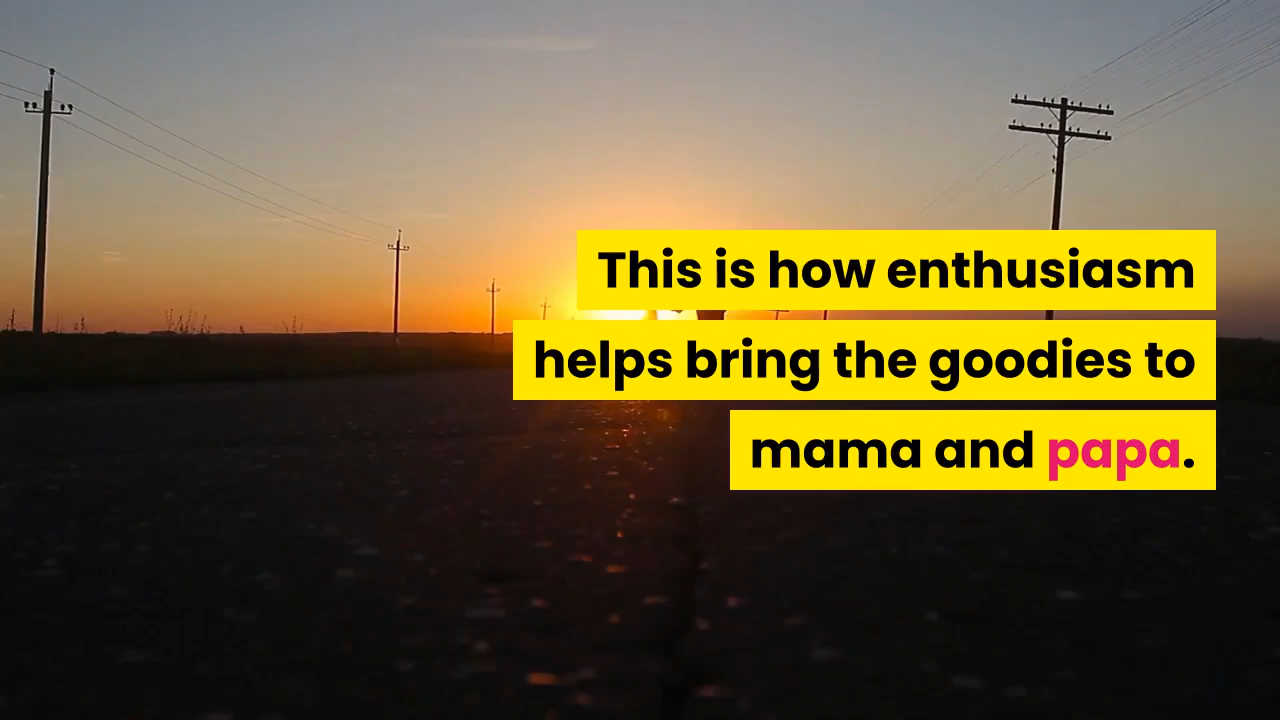 This is how enthusiasm
helps bring the goodies to
mama and papa.